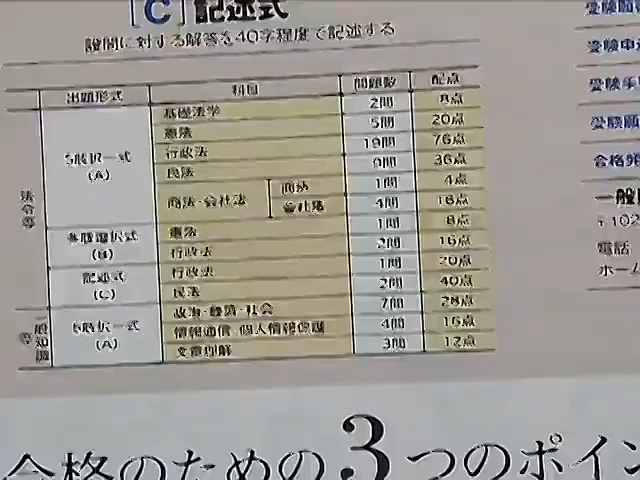 [C]記述式
設問に対する解答を40字程度で記述する
出題形式 科目 問題数 配点
法令等
5肢択一式
(A)
基礎法学 2問 8点
憲法 5問 20点
行政法 19問 76点
民法 9問 36点
商法・会社法 商法 1問 4点
会社法 4問 16点
多肢選択式
(B)
憲法 1問 8点
行政法 2問 16点
記述式
(C)
行政法 1問 20点
民法 2問 40点
一般知識等
5肢択一式
(A)
政治・経済・社会 7問 28点
情報通信・個人情報保護 4問 16点
文章理解 3問 12点
受験申込
受験手
受験願
合格発
一般
〒102
電話
ホーム
合格のための3つのポイン